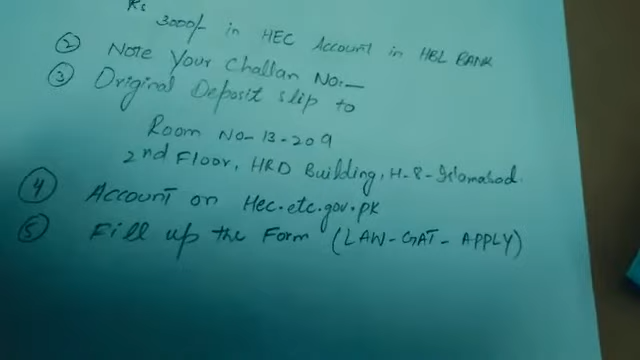 Rs
3000/- in HEC Account in HBL BANK
② Note Your Challan No:-
③ Original Deposit slip to
Room No-13-209
2nd Floor, HRD Building, H-8-Islamabad.
④ Account on Hec.etc.gov.pk
⑤ Fill up the Form (LAW-GAT-APPLY)